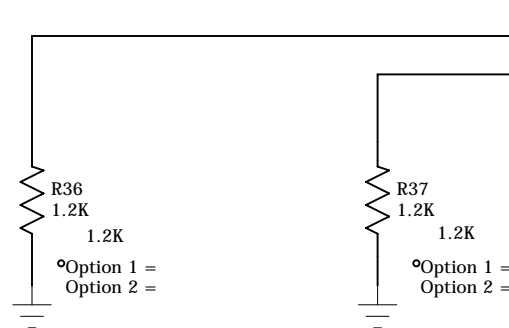 R36
1.2K
1.2K
Option 1 =
Option 2 =
R37
1.2K
1.2K
Option 1 =
Option 2 =